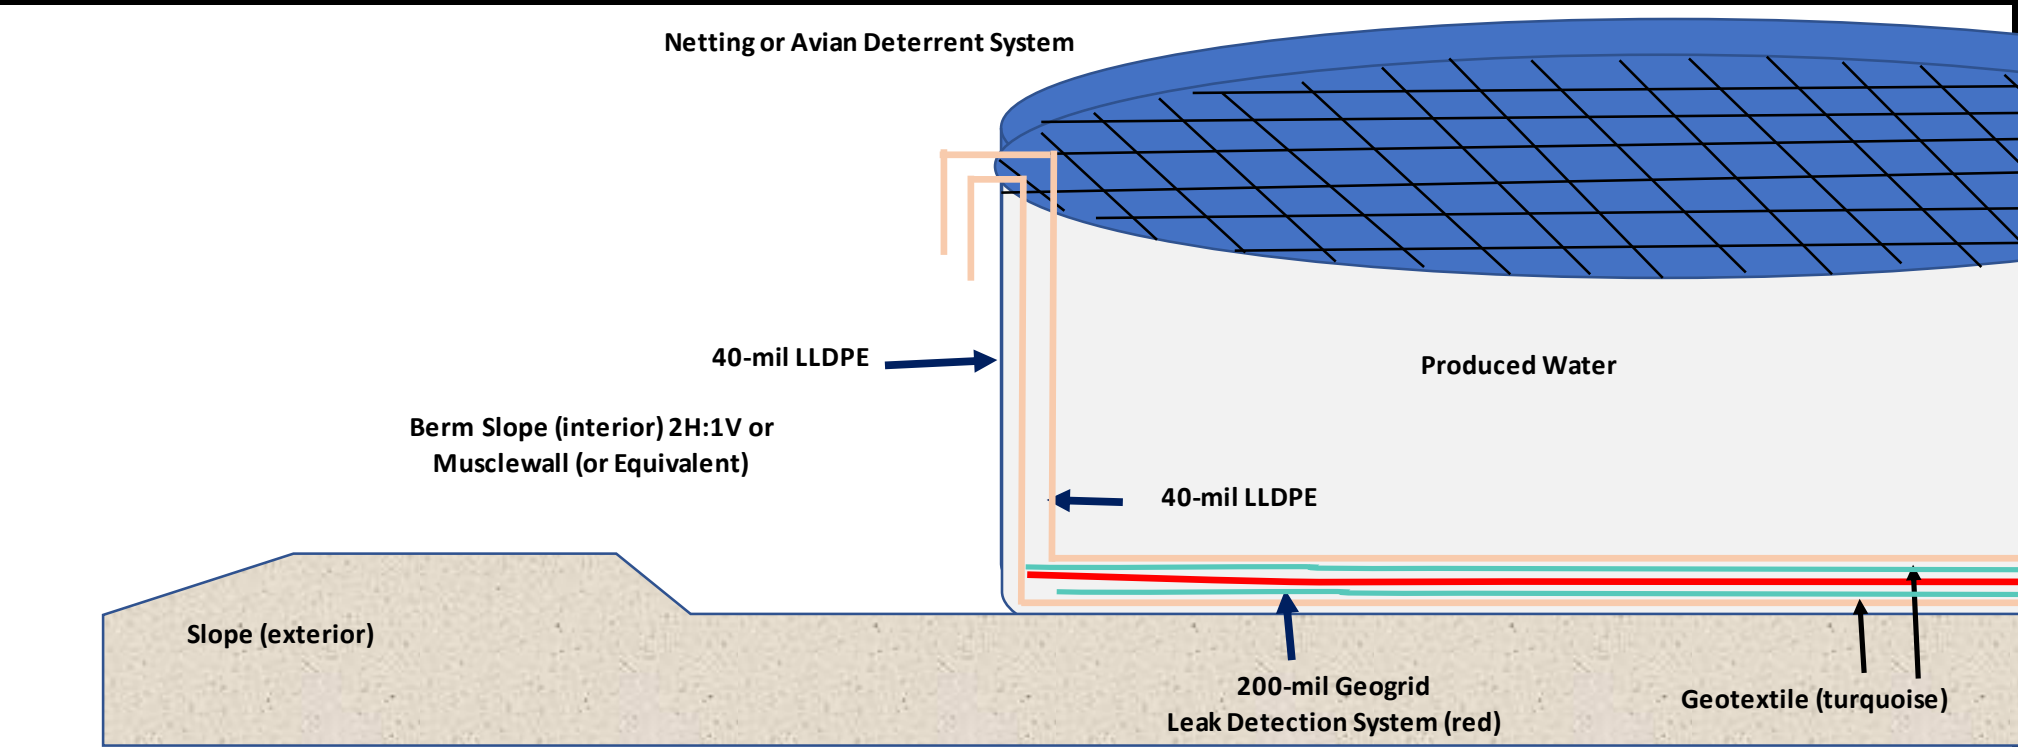 Netting or Avian Deterrent System
40-mil LLDPE
Produced Water
Berm Slope (interior) 2H:1V or
Musclewall (or Equivalent)
40-mil LLDPE
Slope (exterior)
200-mil Geogrid
Leak Detection System (red)
Geotextile (turquoise)